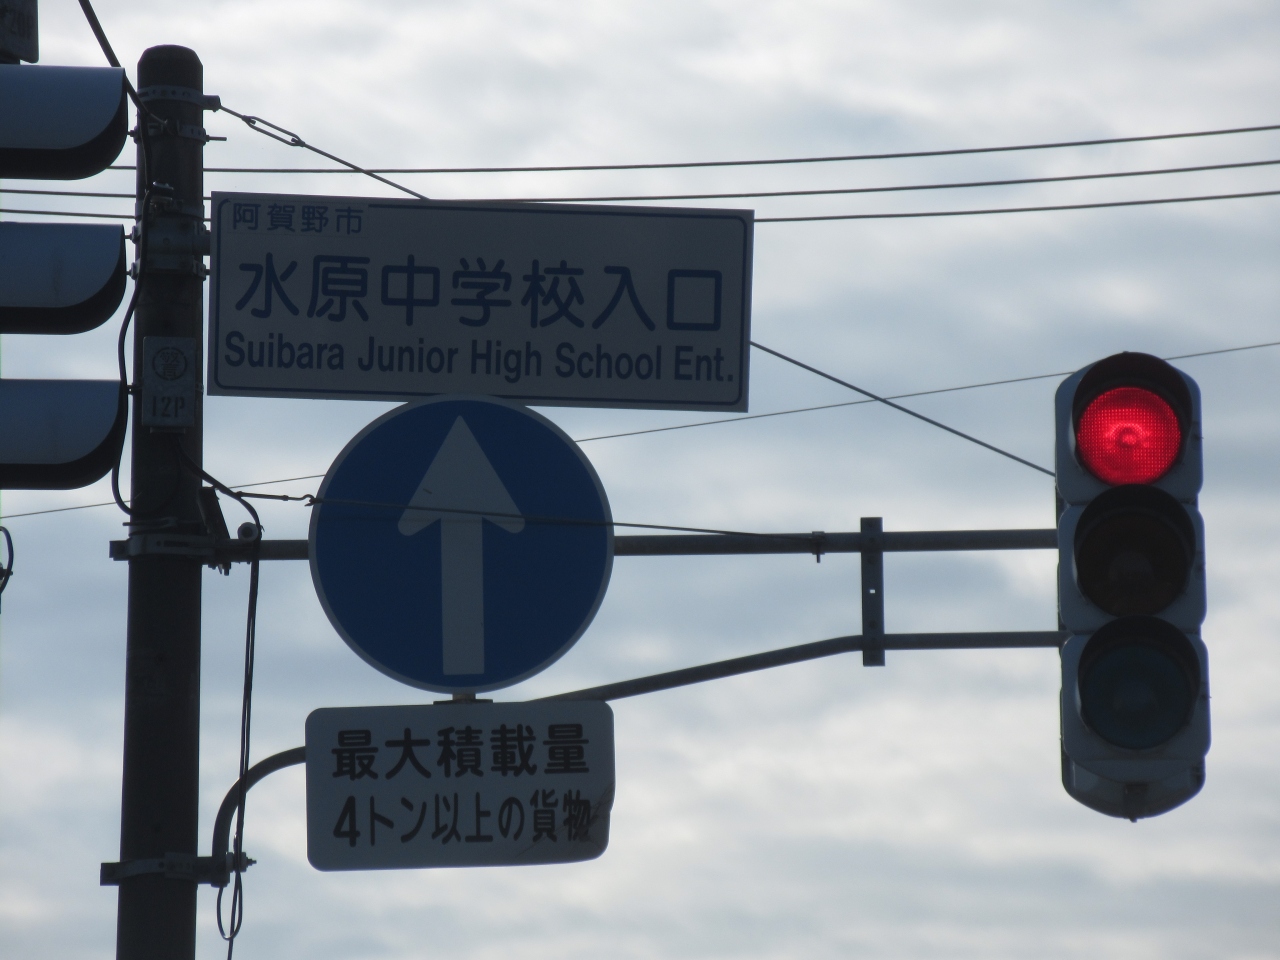 阿賀野市
水原中学校入口
Suibara Junior High School Ent.
12P
最大積載量
4トン以上の貨物